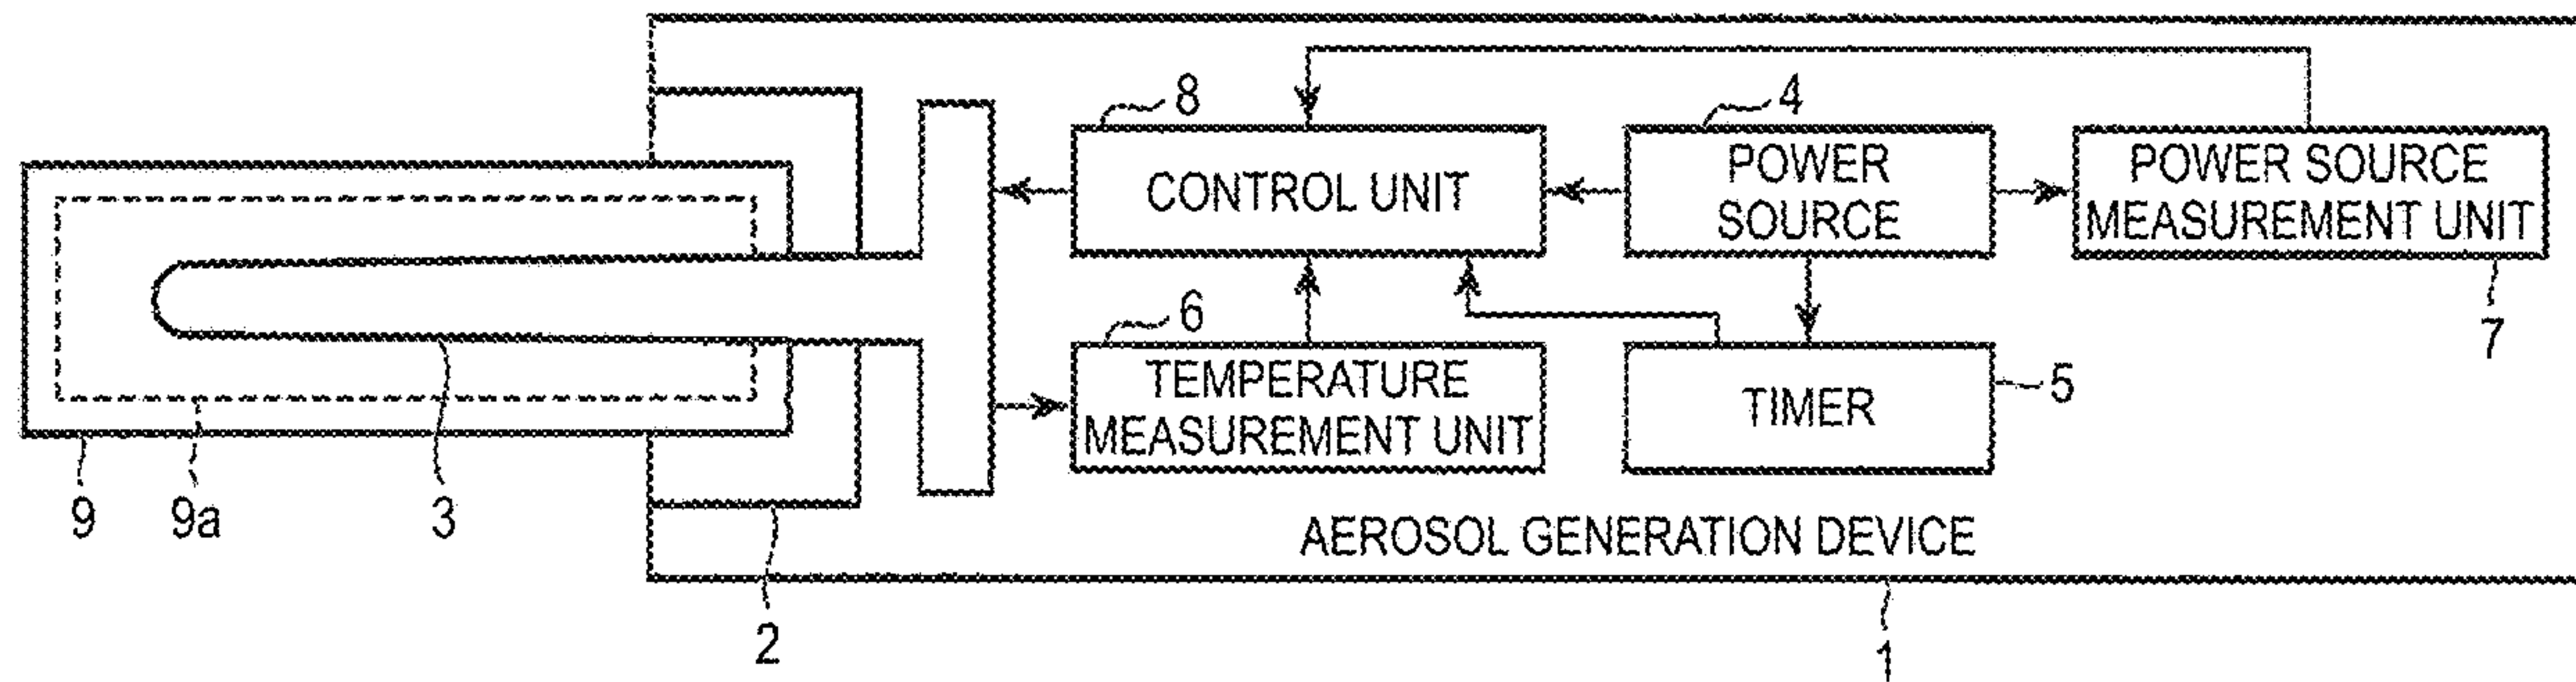 8
4
CONTROL UNIT
POWER
SOURCE
POWER SOURCE
MEASUREMENT UNIT
6
7
TEMPERATURE
MEASUREMENT UNIT
TIMER
5
9
9a
3
AEROSOL GENERATION DEVICE
2
1